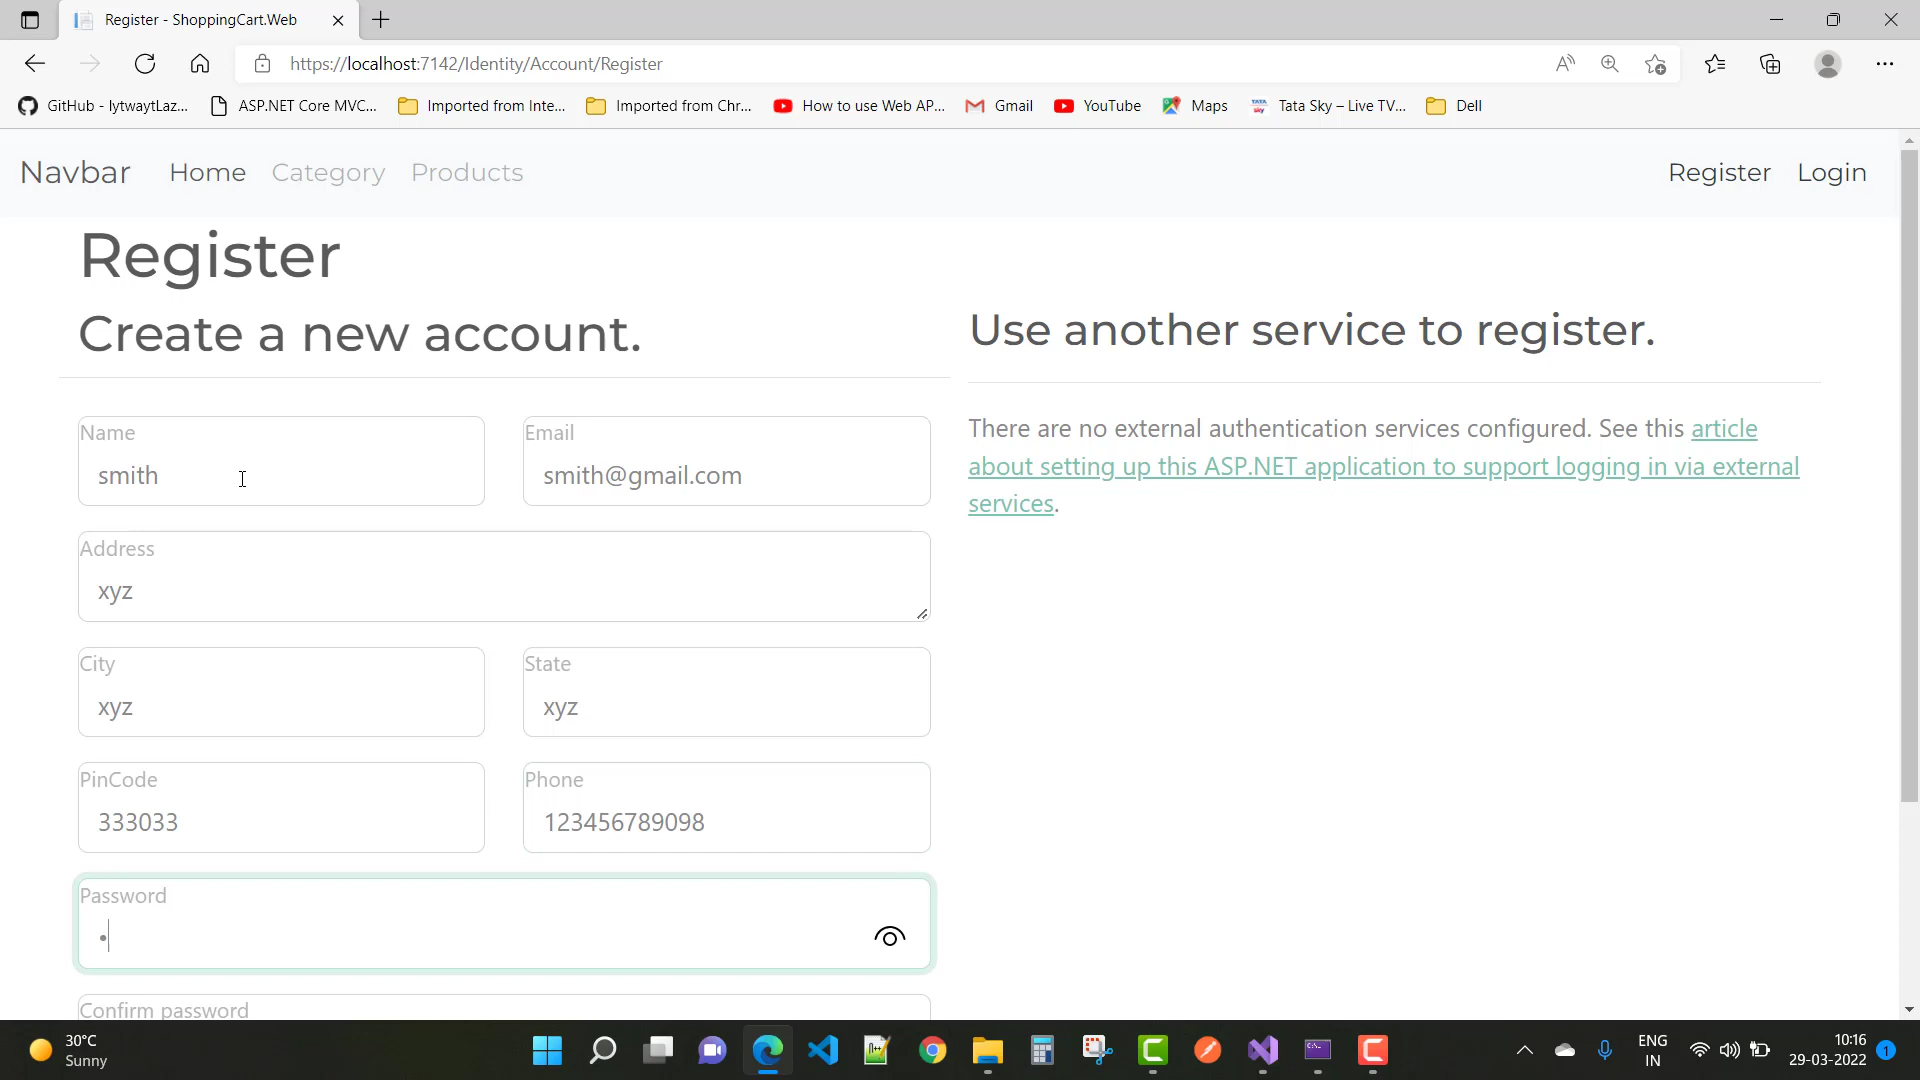 Register - ShoppingCart.Web
https://localhost:7142/Identity/Account/Register
GitHub - lytwaytLaz... ASP.NET Core MVC... Imported from Inte... Imported from Chr... How to use Web AP... Gmail YouTube Maps Tata Sky – Live TV... Dell
Navbar Home Category Products Register Login
Register
Create a new account.
Use another service to register.
Name
smith
Email
smith@gmail.com
There are no external authentication services configured. See this article
about setting up this ASP.NET application to support logging in via external
services.
Address
xyz
City
xyz
State
xyz
PinCode
333033
Phone
123456789098
Password
Confirm password
30°C
Sunny
ENG
IN
10:16
29-03-2022
1